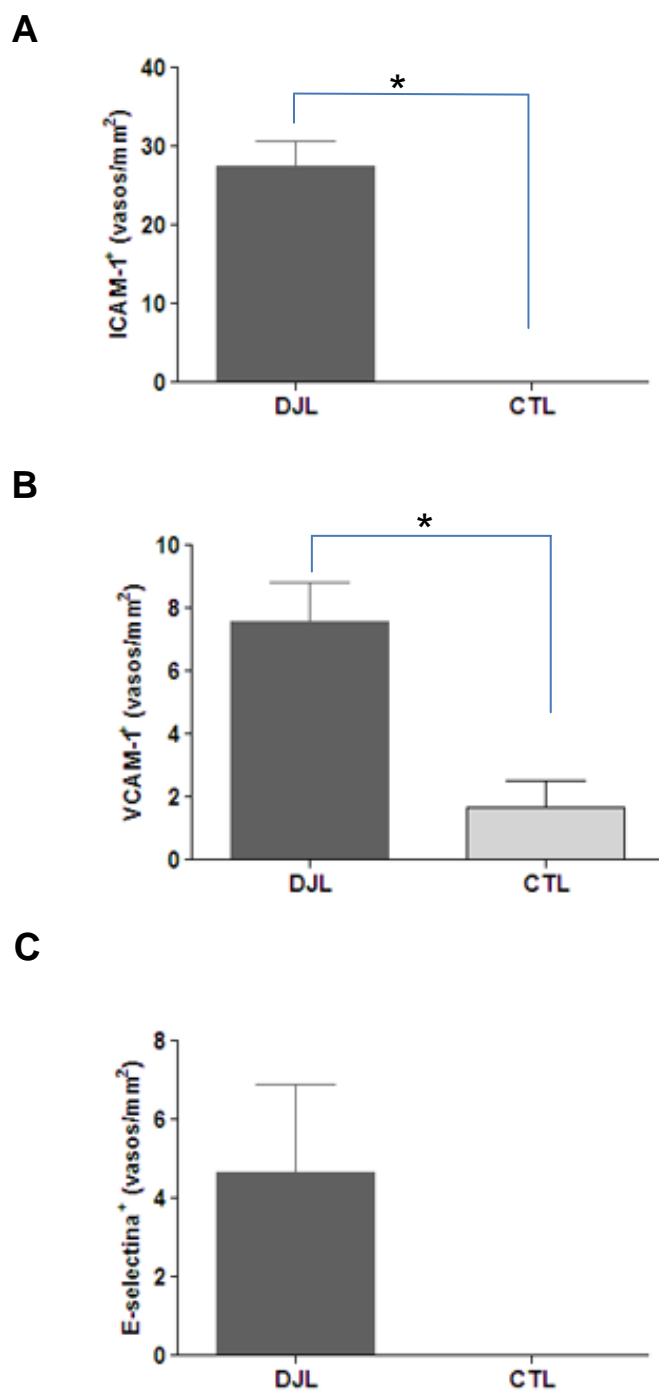 A
ICAM-1⁺ (vasos/mm²)
40
30
20
10
0
*
DJL CTL
B
VCAM-1⁺ (vasos/mm²)
10
8
6
4
2
0
*
DJL CTL
C
E-selectina⁺ (vasos/mm²)
8
6
4
2
0
DJL CTL